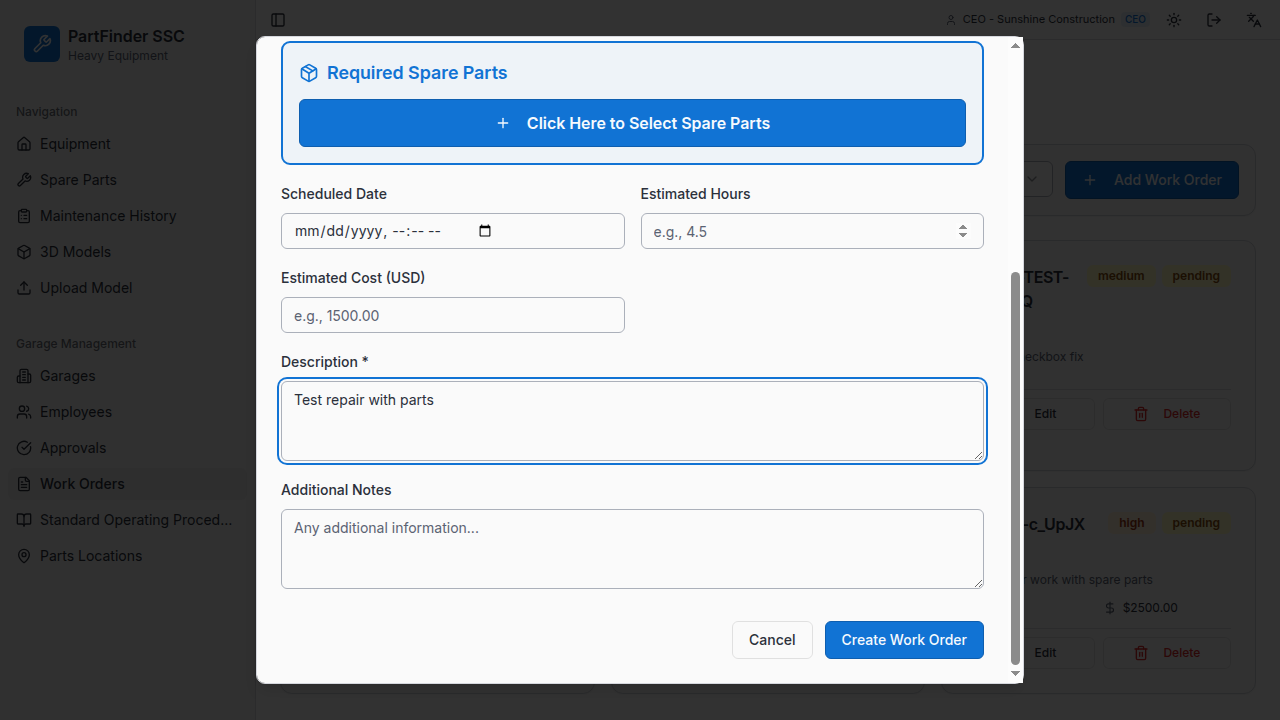 PartFinder SSC
Heavy Equipment
CEO - Sunshine Construction CEO
Navigation
Equipment
Spare Parts
Maintenance History
3D Models
Upload Model
Garage Management
Garages
Employees
Approvals
Work Orders
Standard Operating Proced...
Parts Locations
Required Spare Parts
Click Here to Select Spare Parts
Scheduled Date
Estimated Hours
mm/dd/yyyy, --:-- --
e.g., 4.5
Estimated Cost (USD)
e.g., 1500.00
Description *
Test repair with parts
Additional Notes
Any additional information...
Cancel
Create Work Order
Add Work Order
TEST-
Q
medium
pending
eckbox fix
Edit
Delete
-c_UpJX
high
pending
work with spare parts
$2500.00
Edit
Delete